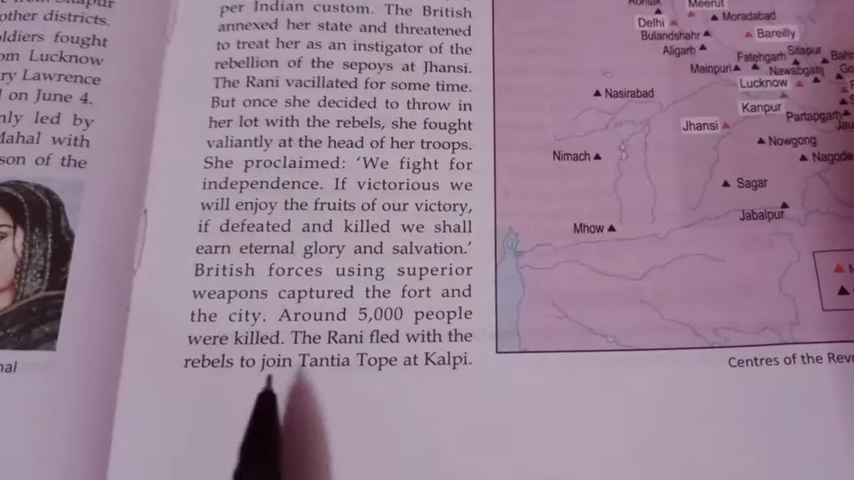 other districts.
ldiers fought
om Lucknow
ry Lawrence
on June 4.
nly led by
Mahal with
son of the
nal
per Indian custom. The British
annexed her state and threatened
to treat her as an instigator of the
rebellion of the sepoys at Jhansi.
The Rani vacillated for some time.
But once she decided to throw in
her lot with the rebels, she fought
valiantly at the head of her troops.
She proclaimed: 'We fight for
independence. If victorious we
will enjoy the fruits of our victory,
if defeated and killed we shall
earn eternal glory and salvation.'
British forces using superior
weapons captured the fort and
the city. Around 5,000 people
were killed. The Rani fled with the
rebels to join Tantia Tope at Kalpi.
Meerut
Delhi
Moradabad
Bulandshahr
Bareilly
Aligarh
Fatehgarh
Sitapur
Bahr
Mainpuri
Nawabganj
Go
Lucknow
Nasirabad
Kanpur
Partapgarh
Jau
Jhansi
Nowgong
Nimach
Nagoda
Sagar
Jabalpur
Mhow
Centres of the Revo